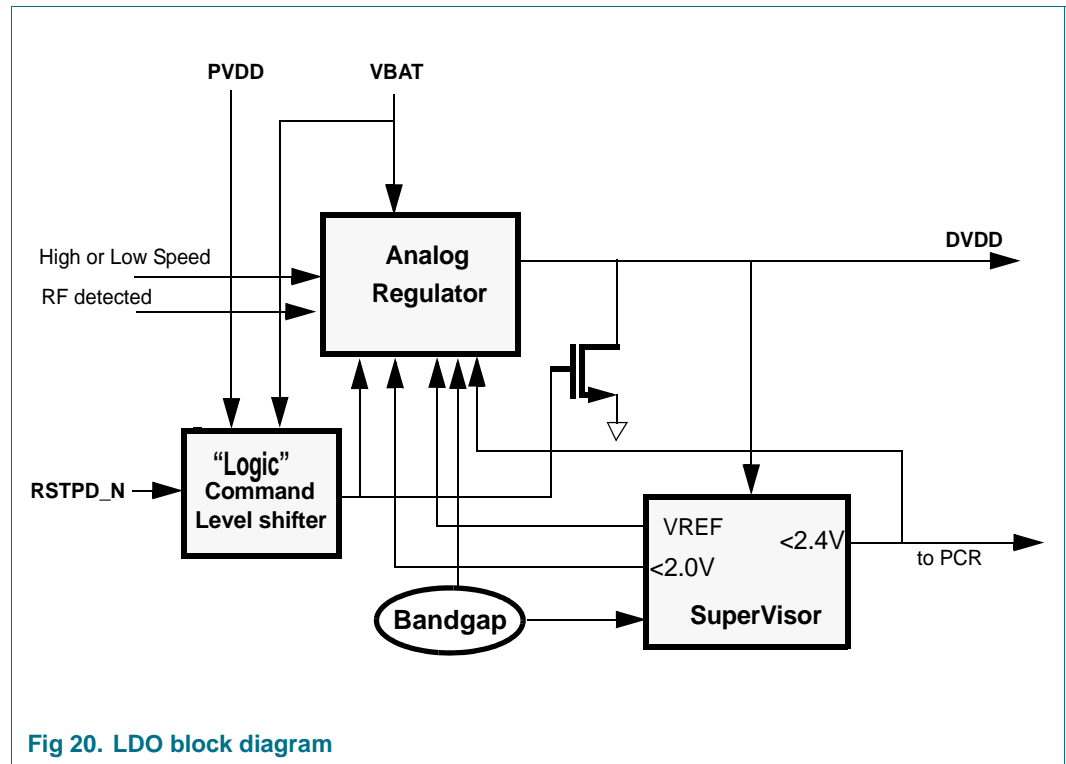 PVDD
VBAT
High or Low Speed
RF detected
Analog
Regulator
DVDD
RSTPD_N
“Logic”
Command
Level shifter
VREF
<2.4V
<2.0V
SuperVisor
to PCR
Bandgap
Fig 20. LDO block diagram